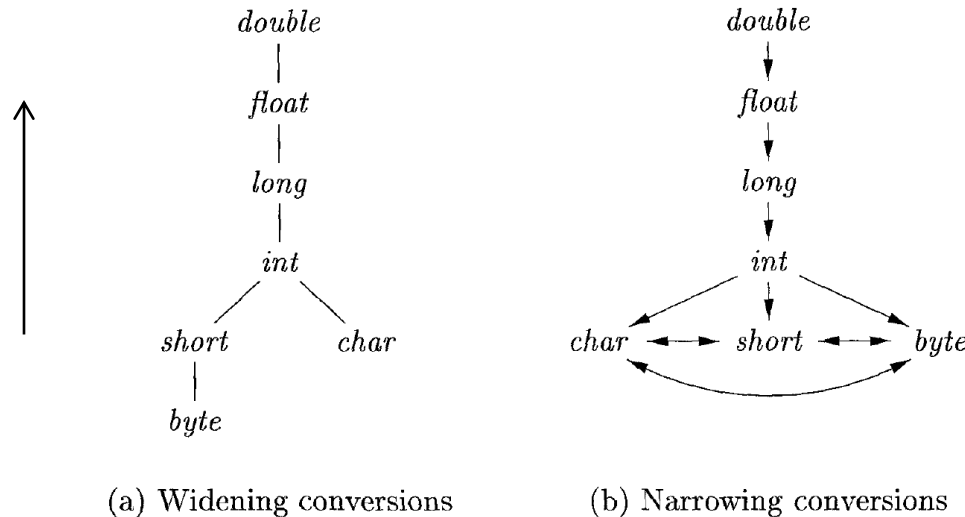 double
float
long
int
short char
byte
(a) Widening conversions
double
float
long
int
char short byte
(b) Narrowing conversions